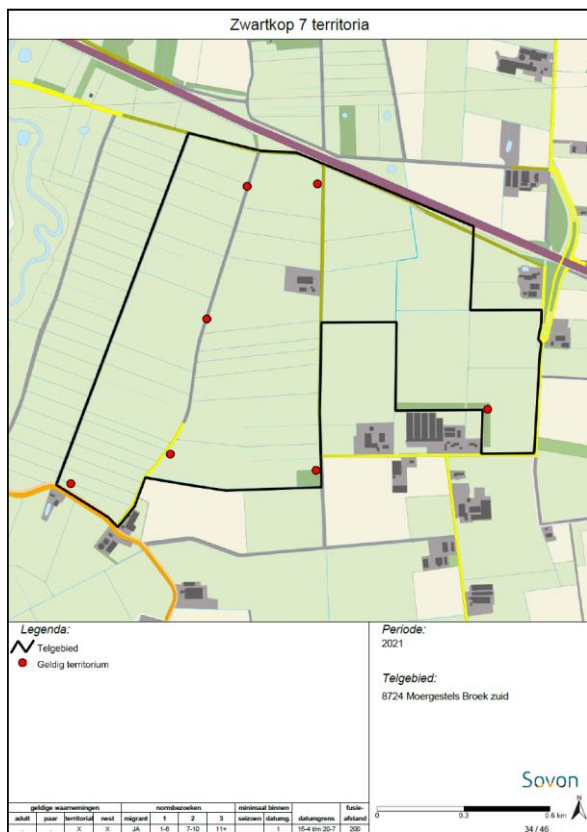 Zwartkop 7 territoria
Legenda:
Telgebied
Geldig territorium
Periode:
2021
Telgebied:
8724 Moergestels Broek zuid
Sovon
0 0.3 0.6 km
N
34 / 46
geldige waarnemingen normbezoeken minimaal binnen fusie-
adult paar territoriaal nest migrant 1 2 3 seizoen datumg. datumgrens afstand
. . X X JA 1-6 7-10 11+ . 1 15-4 t/m 20-7 200